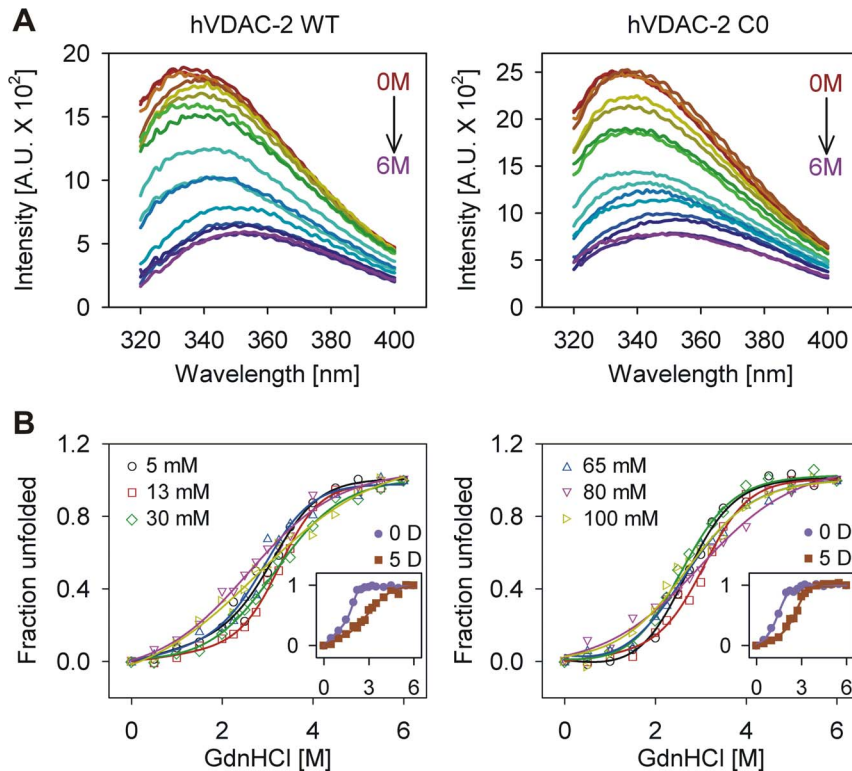 A
hVDAC-2 WT
hVDAC-2 C0
Intensity [A.U. X 10²]
20
15
10
5
0
0M
6M
320 340 360 380 400
Wavelength [nm]
Intensity [A.U. X 10²]
25
20
15
10
5
0
0M
6M
320 340 360 380 400
Wavelength [nm]
B
Fraction unfolded
1.2
0.8
0.4
0.0
5 mM
13 mM
30 mM
0 D
5 D
1
0
0 3 6
0 2 4 6
GdnHCl [M]
Fraction unfolded
1.2
0.8
0.4
0.0
65 mM
80 mM
100 mM
0 D
5 D
1
0
0 3 6
0 2 4 6
GdnHCl [M]